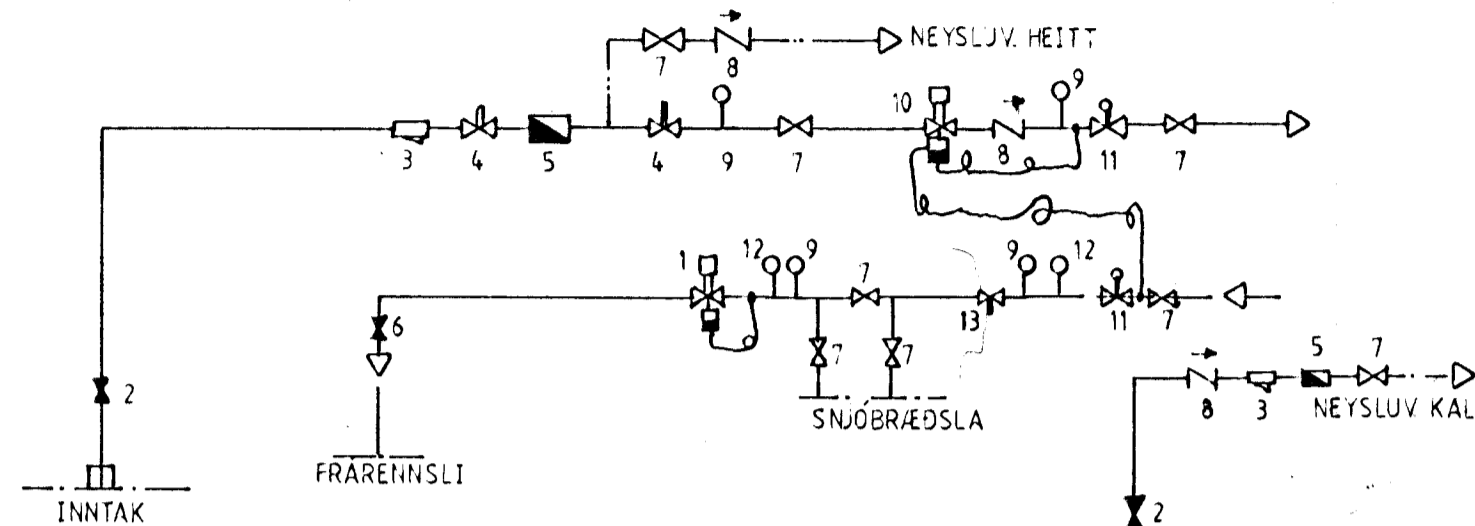 NEYSLUV. HEITT
7 8
10 9
3 4 5 4 9 7 8 11 7
1 12 9 7 9 12
6 13 11 7
7 7
5 7
2
8 3 NEYSLUV. KAL
SNJÓBRÆÐSLA
FRÁRENNSLI
INNTAK
2